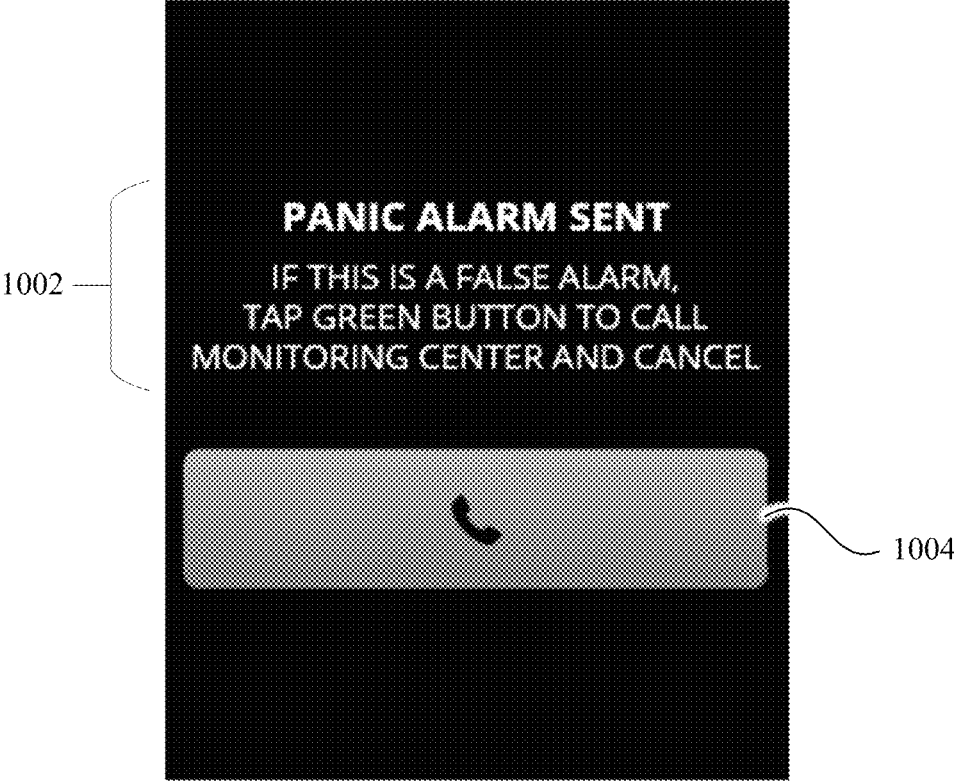 PANIC ALARM SENT
IF THIS IS A FALSE ALARM,
TAP GREEN BUTTON TO CALL
MONITORING CENTER AND CANCEL
1002
1004